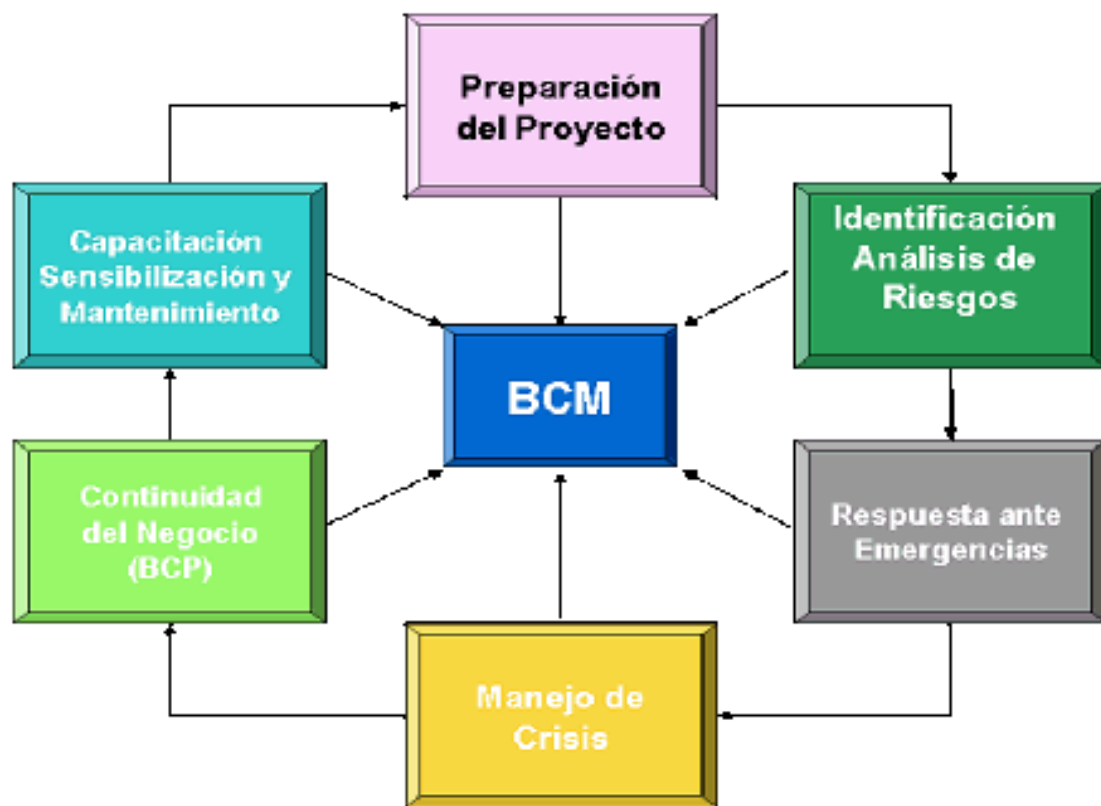 Preparación
del Proyecto
Identificación
Análisis de
Riesgos
Respuesta ante
Emergencias
Manejo de
Crisis
Continuidad
del Negocio
(BCP)
Capacitación
Sensibilización y
Mantenimiento
BCM